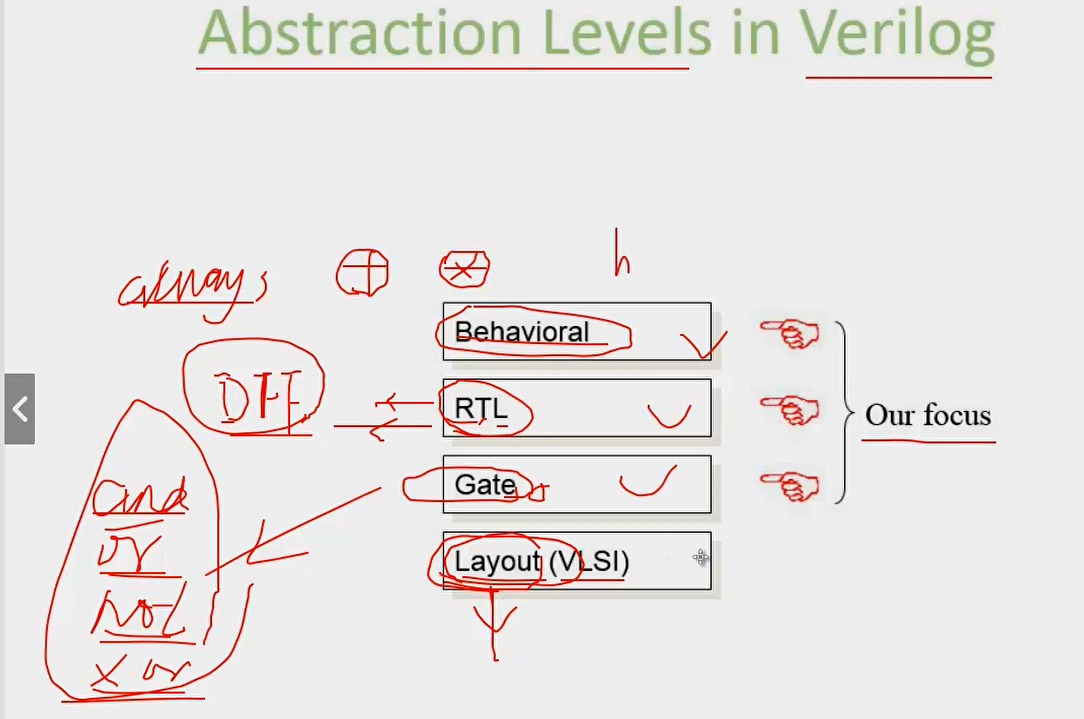 Abstraction Levels in Verilog
always
h
Behavioral
DFF
RTL
Our focus
Gate
and
or
Layout (VLSI)
not
xor